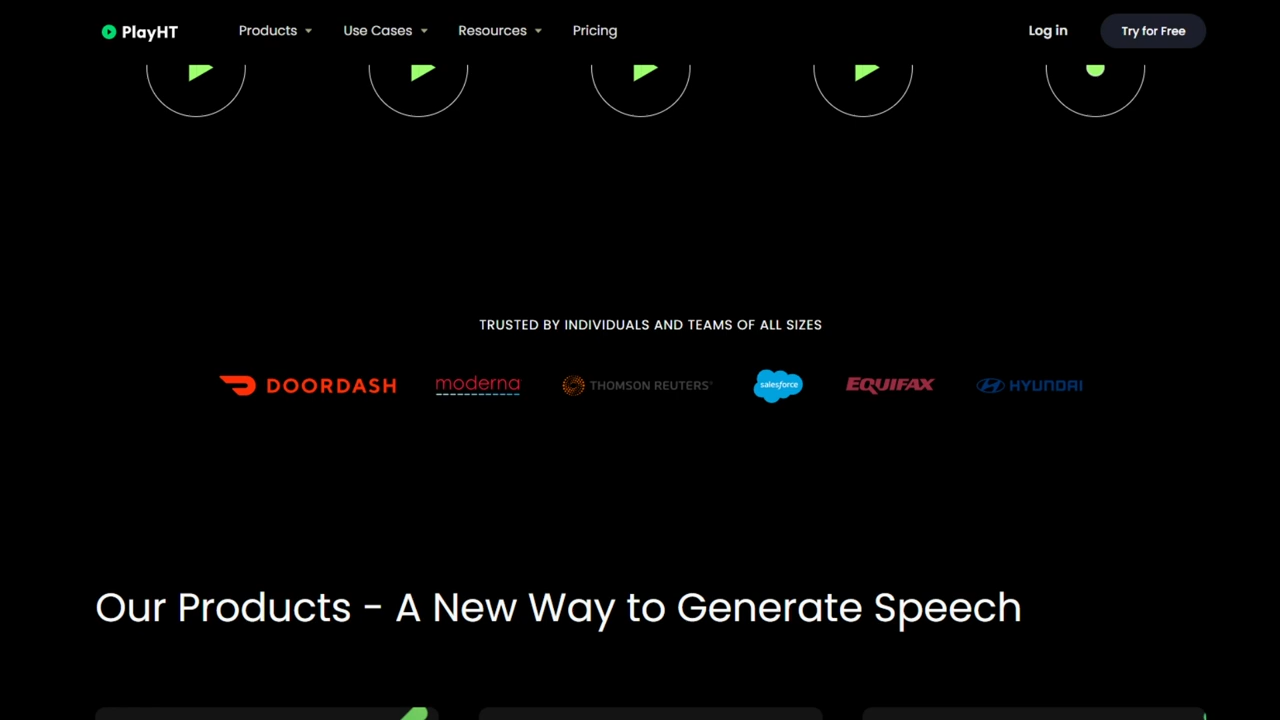 PlayHT Products Use Cases Resources Pricing Log in Try for Free
TRUSTED BY INDIVIDUALS AND TEAMS OF ALL SIZES
DOORDASH moderna THOMSON REUTERS® salesforce EQUIFAX HYUNDAI
Our Products - A New Way to Generate Speech